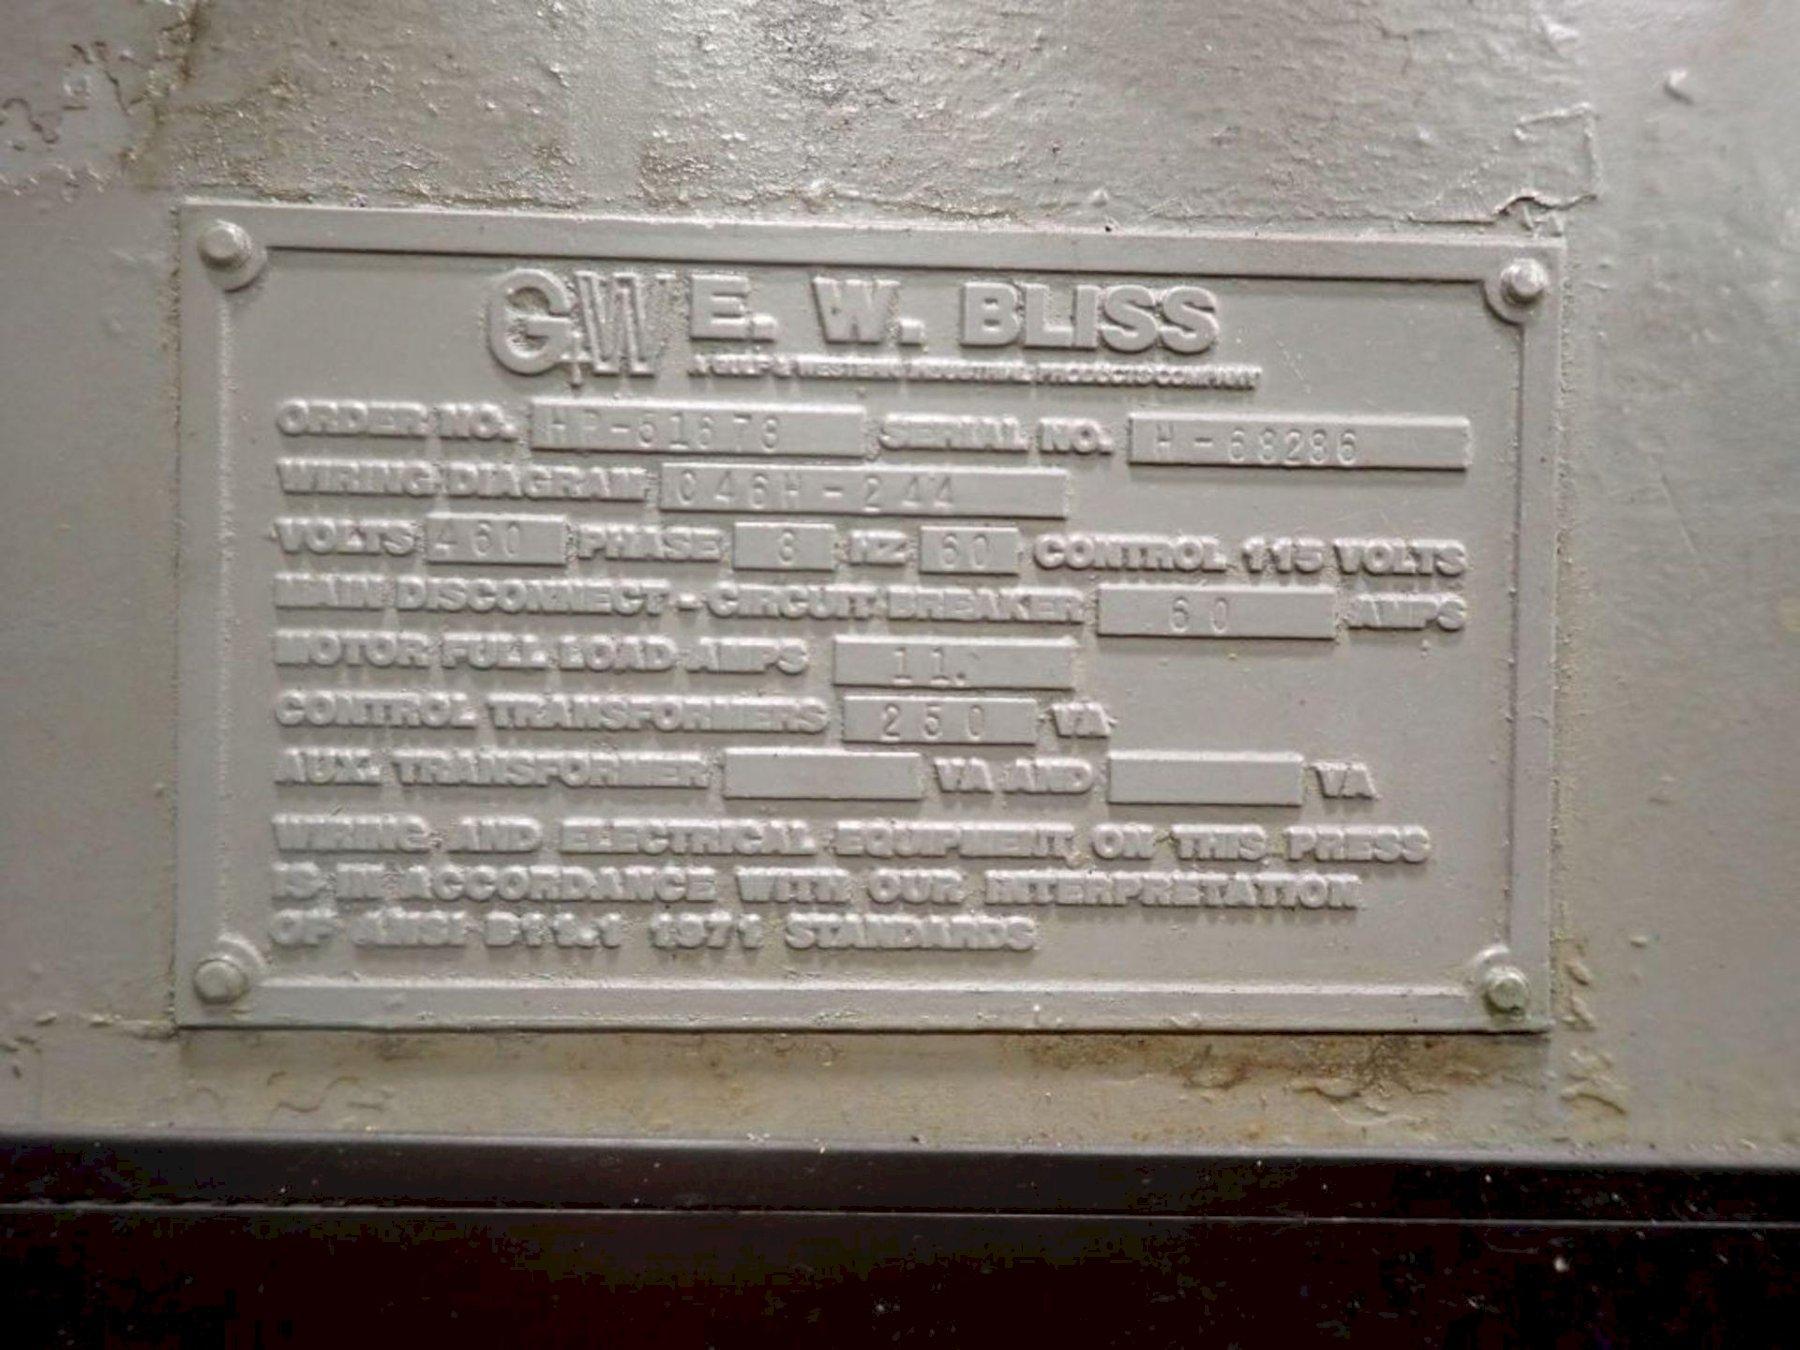 G+W E. W. BLISS
A GULF & WESTERN INDUSTRIAL PRODUCTS COMPANY
ORDER NO. HP-51678 SERIAL NO. H-68286
WIRING DIAGRAM 046H-244
VOLTS 460 PHASE 3 HZ 60 CONTROL 115 VOLTS
MAIN DISCONNECT - CIRCUIT BREAKER 60 AMPS
MOTOR FULL LOAD AMPS 11.
CONTROL TRANSFORMERS 250 VA
AUX. TRANSFORMER VA AND VA
WIRING AND ELECTRICAL EQUIPMENT ON THIS PRESS
IS IN ACCORDANCE WITH OUR INTERPRETATION
OF ANSI B11.1 1971 STANDARDS